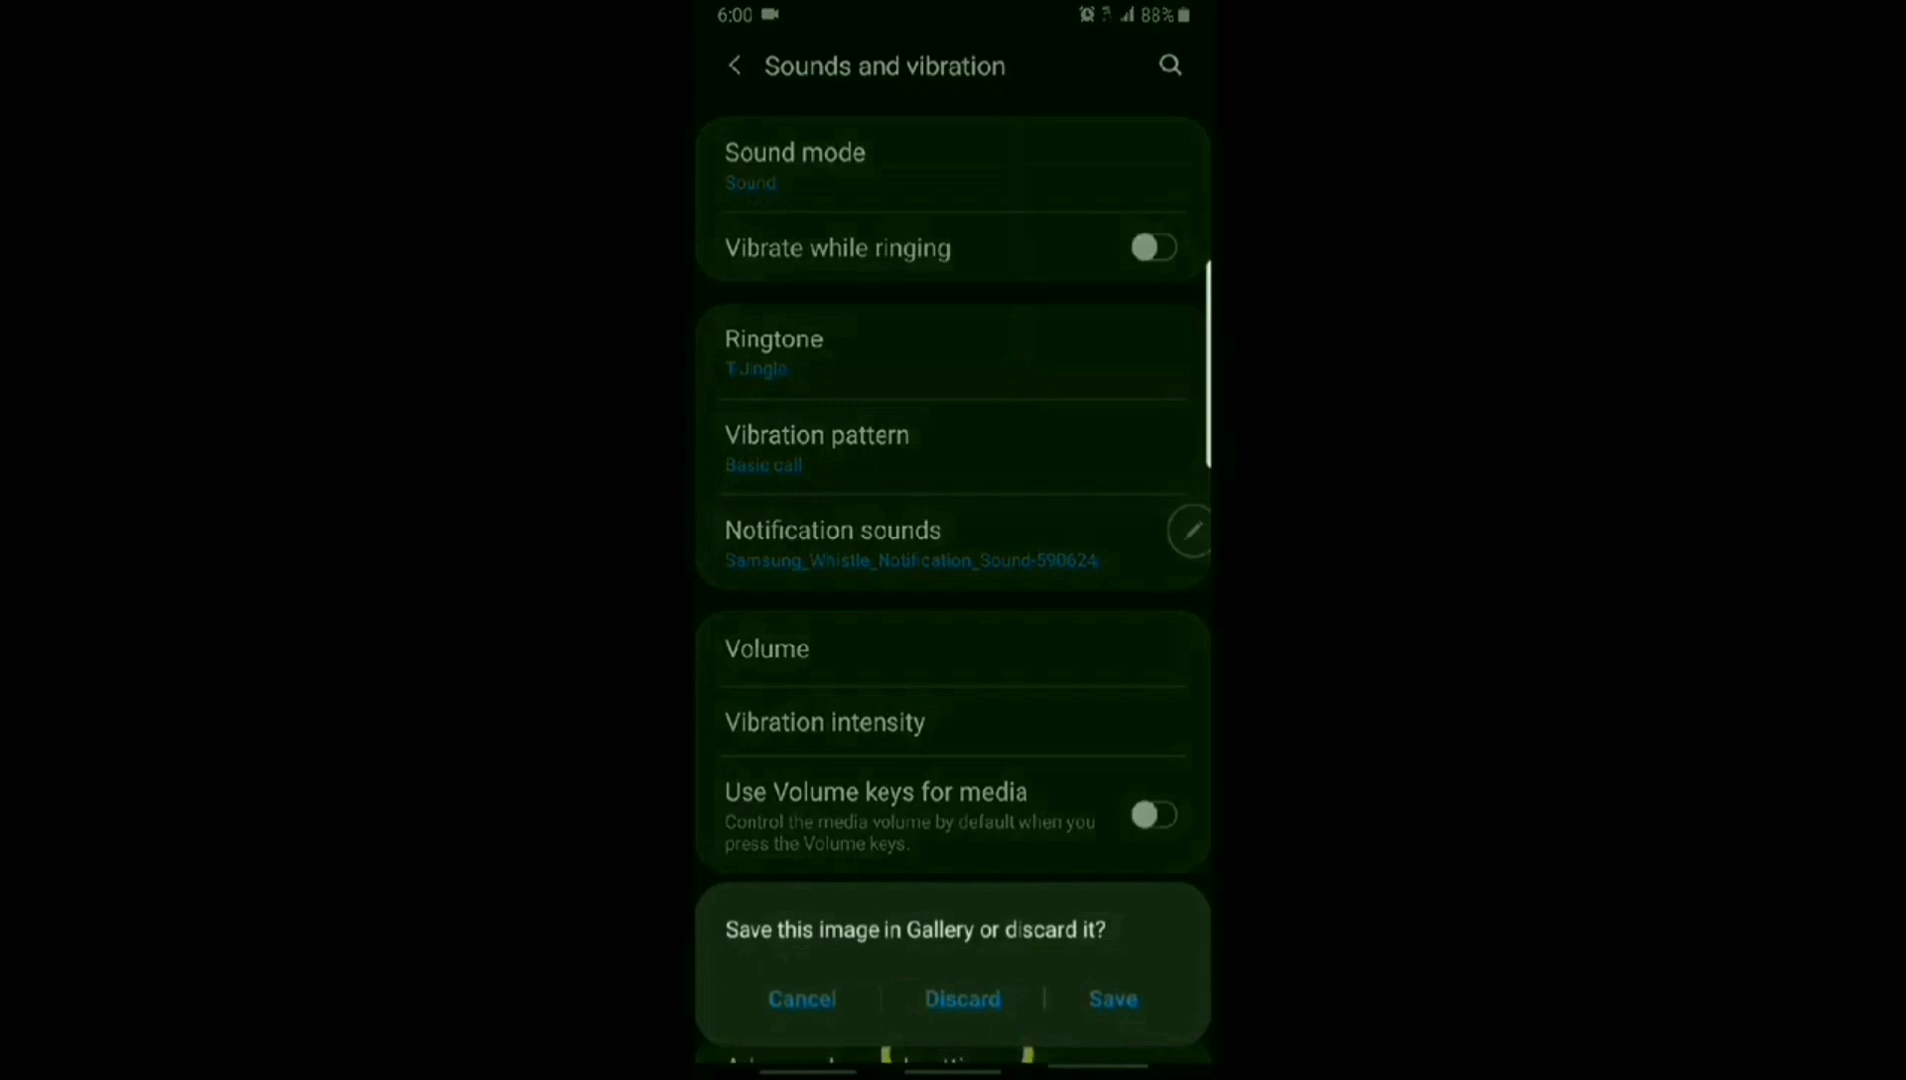 6:00
88%
Sounds and vibration
Sound mode
Sound
Vibrate while ringing
Ringtone
T-Jingle
Vibration pattern
Basic call
Notification sounds
Samsung_Whistle_Notification_Sound-590624
Volume
Vibration intensity
Use Volume keys for media
Control the media volume by default when you
press the Volume keys.
Save this image in Gallery or discard it?
Cancel
Discard
Save